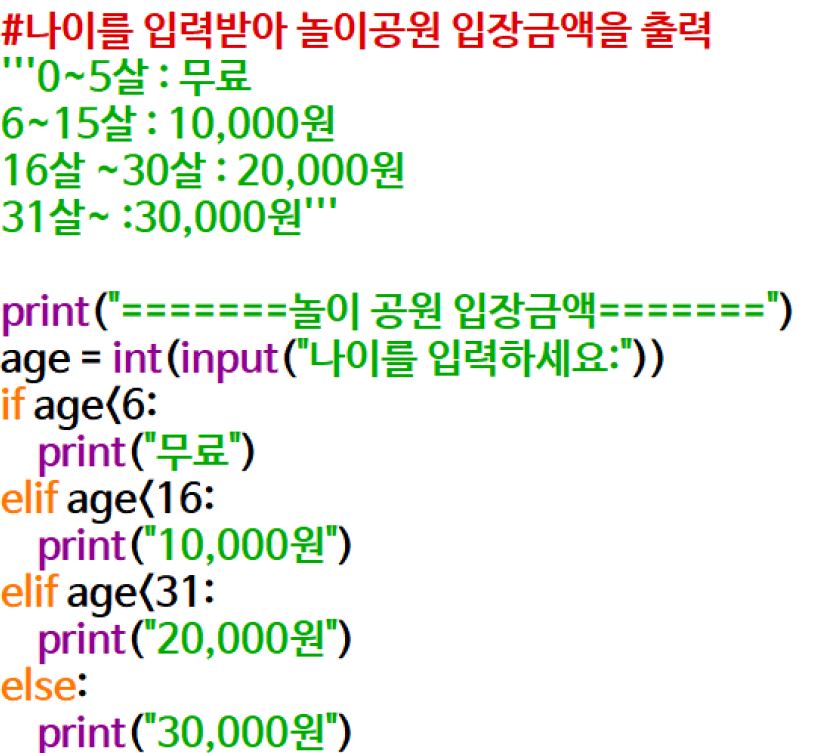 #나이를 입력받아 놀이공원 입장금액을 출력
'''0~5살 : 무료
6~15살 : 10,000원
16살 ~30살 : 20,000원
31살~ :30,000원'''
print("=======놀이 공원 입장금액=======")
age = int(input("나이를 입력하세요:"))
if age<6:
    print("무료")
elif age<16:
    print("10,000원")
elif age<31:
    print("20,000원")
else:
    print("30,000원")